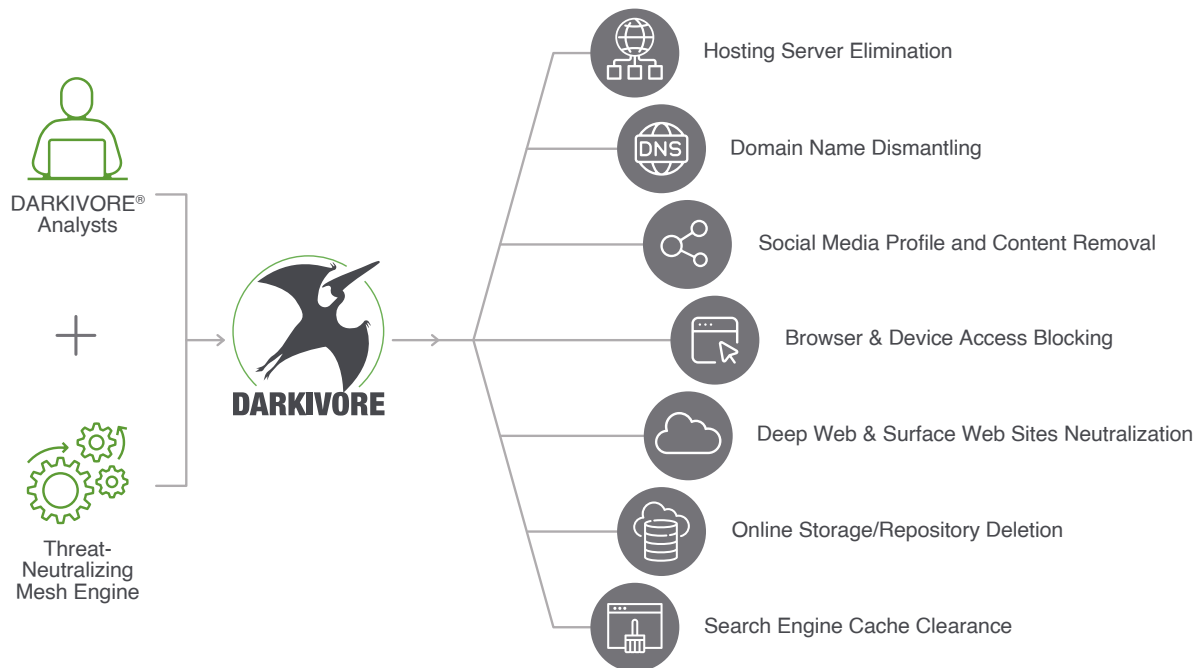 DARKIVORE®
Analysts
Threat-
Neutralizing
Mesh Engine
DARKIVORE
Hosting Server Elimination
DNS
Domain Name Dismantling
Social Media Profile and Content Removal
Browser & Device Access Blocking
Deep Web & Surface Web Sites Neutralization
Online Storage/Repository Deletion
Search Engine Cache Clearance